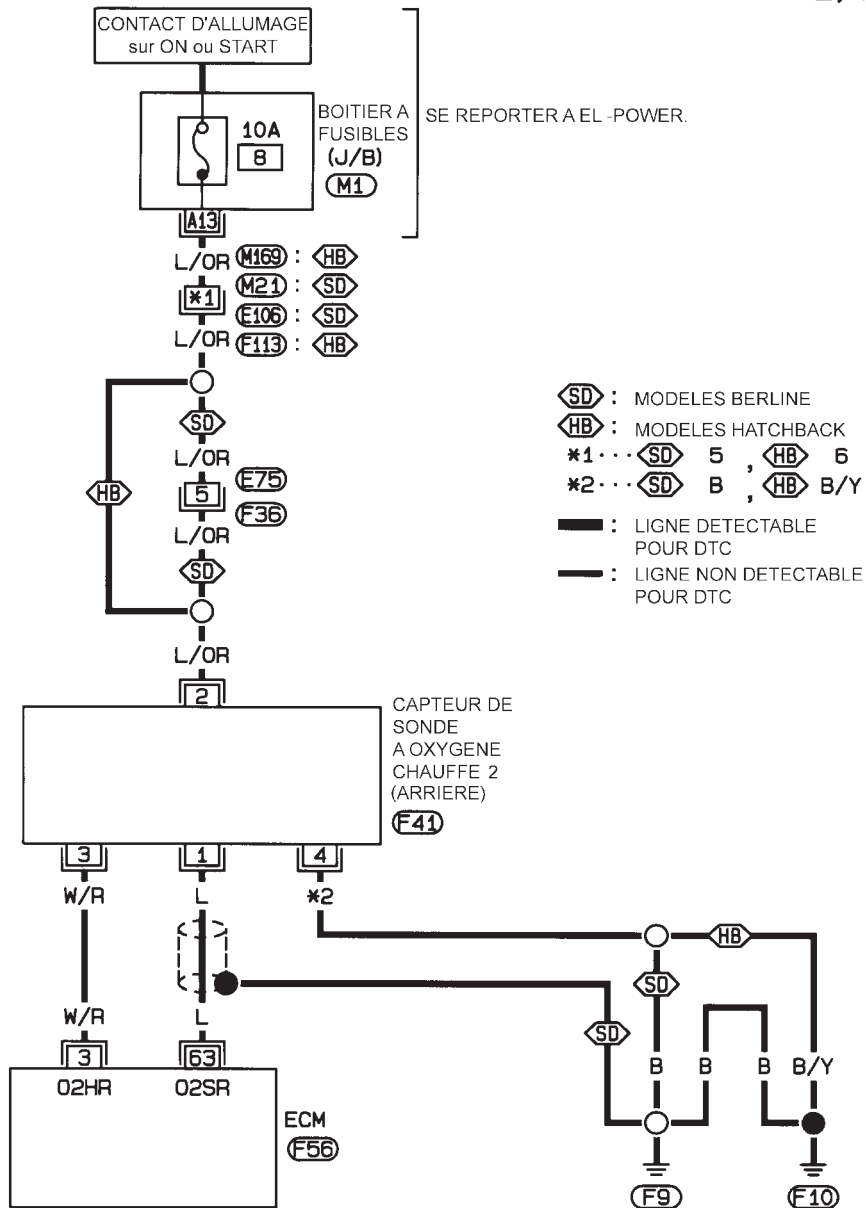 CONTACT D'ALLUMAGE
sur ON ou START
BOITIER A
FUSIBLES
(J/B)
M1
SE REPORTER A EL -POWER.
10A
8
A13
L/OR
M169 : HB
M21 : SD
*1
E106 : SD
L/OR
F113 : HB
SD
L/OR
HB
5
E75
F36
L/OR
SD
L/OR
2
SD : MODELES BERLINE
HB : MODELES HATCHBACK
*1··· SD 5 , HB 6
*2··· SD B , HB B/Y
: LIGNE DETECTABLE
POUR DTC
: LIGNE NON DETECTABLE
POUR DTC
CAPTEUR DE
SONDE
A OXYGENE
CHAUFFE 2
(ARRIERE)
F41
3 1 4
W/R L *2
HB
SD
SD
W/R L
B B B B/Y
3 63
O2HR O2SR
ECM
F56
F9 F10